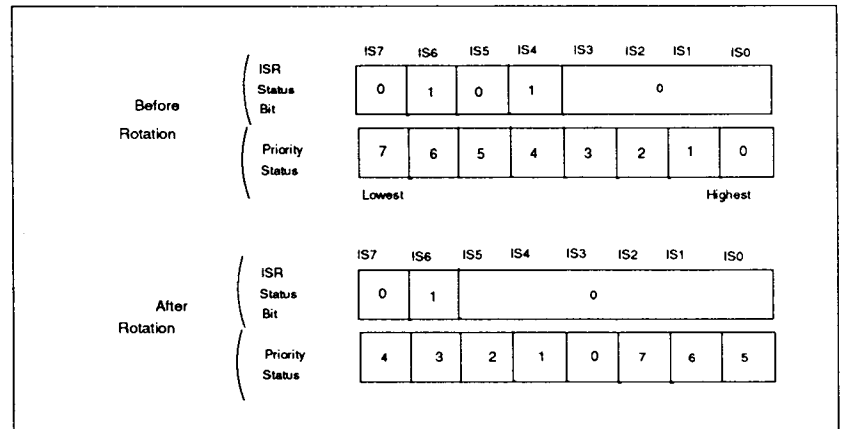 IS7 IS6 IS5 IS4 IS3 IS2 IS1 IS0
ISR
Status
Bit
0 1 0 1 0
Before
Rotation
Priority
Status
7 6 5 4 3 2 1 0
Lowest Highest
IS7 IS6 IS5 IS4 IS3 IS2 IS1 IS0
ISR
Status
Bit
0 1 0
After
Rotation
Priority
Status
4 3 2 1 0 7 6 5